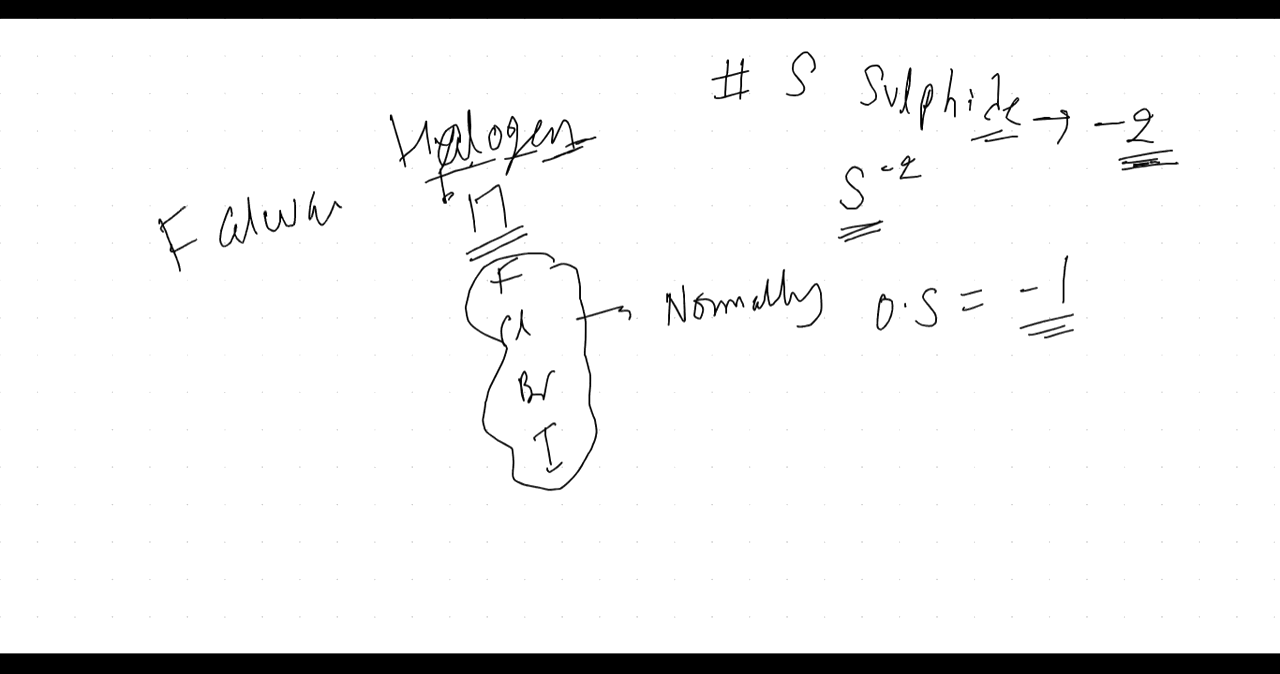 # S Sulphide → -2
Halogen
S⁻²
17
F alwa
F
Cl → Normally O.S = -1
Br
I